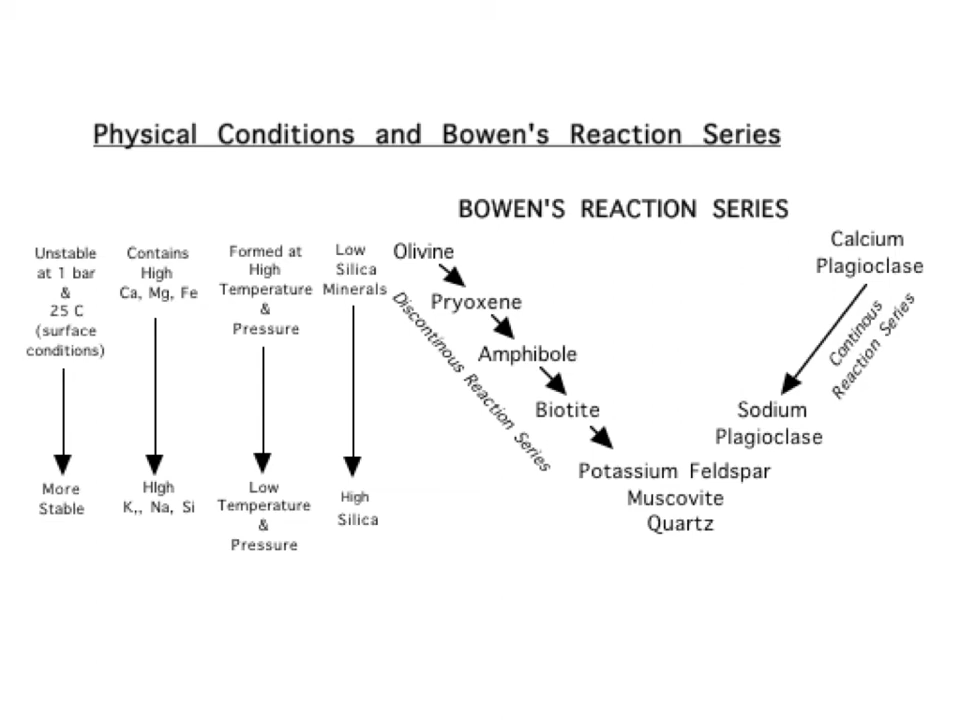 Physical Conditions and Bowen's Reaction Series
BOWEN'S REACTION SERIES
Unstable
at 1 bar
&
25 C
(surface
conditions)
More
Stable
Contains
High
Ca, Mg, Fe
HIgh
K,, Na, Si
Formed at
High
Temperature
&
Pressure
Low
Temperature
&
Pressure
Low
Silica
Minerals
High
Silica
Olivine
Pryoxene
Amphibole
Biotite
Discontinous Reaction Series
Potassium Feldspar
Muscovite
Quartz
Calcium
Plagioclase
Continous
Reaction Series
Sodium
Plagioclase